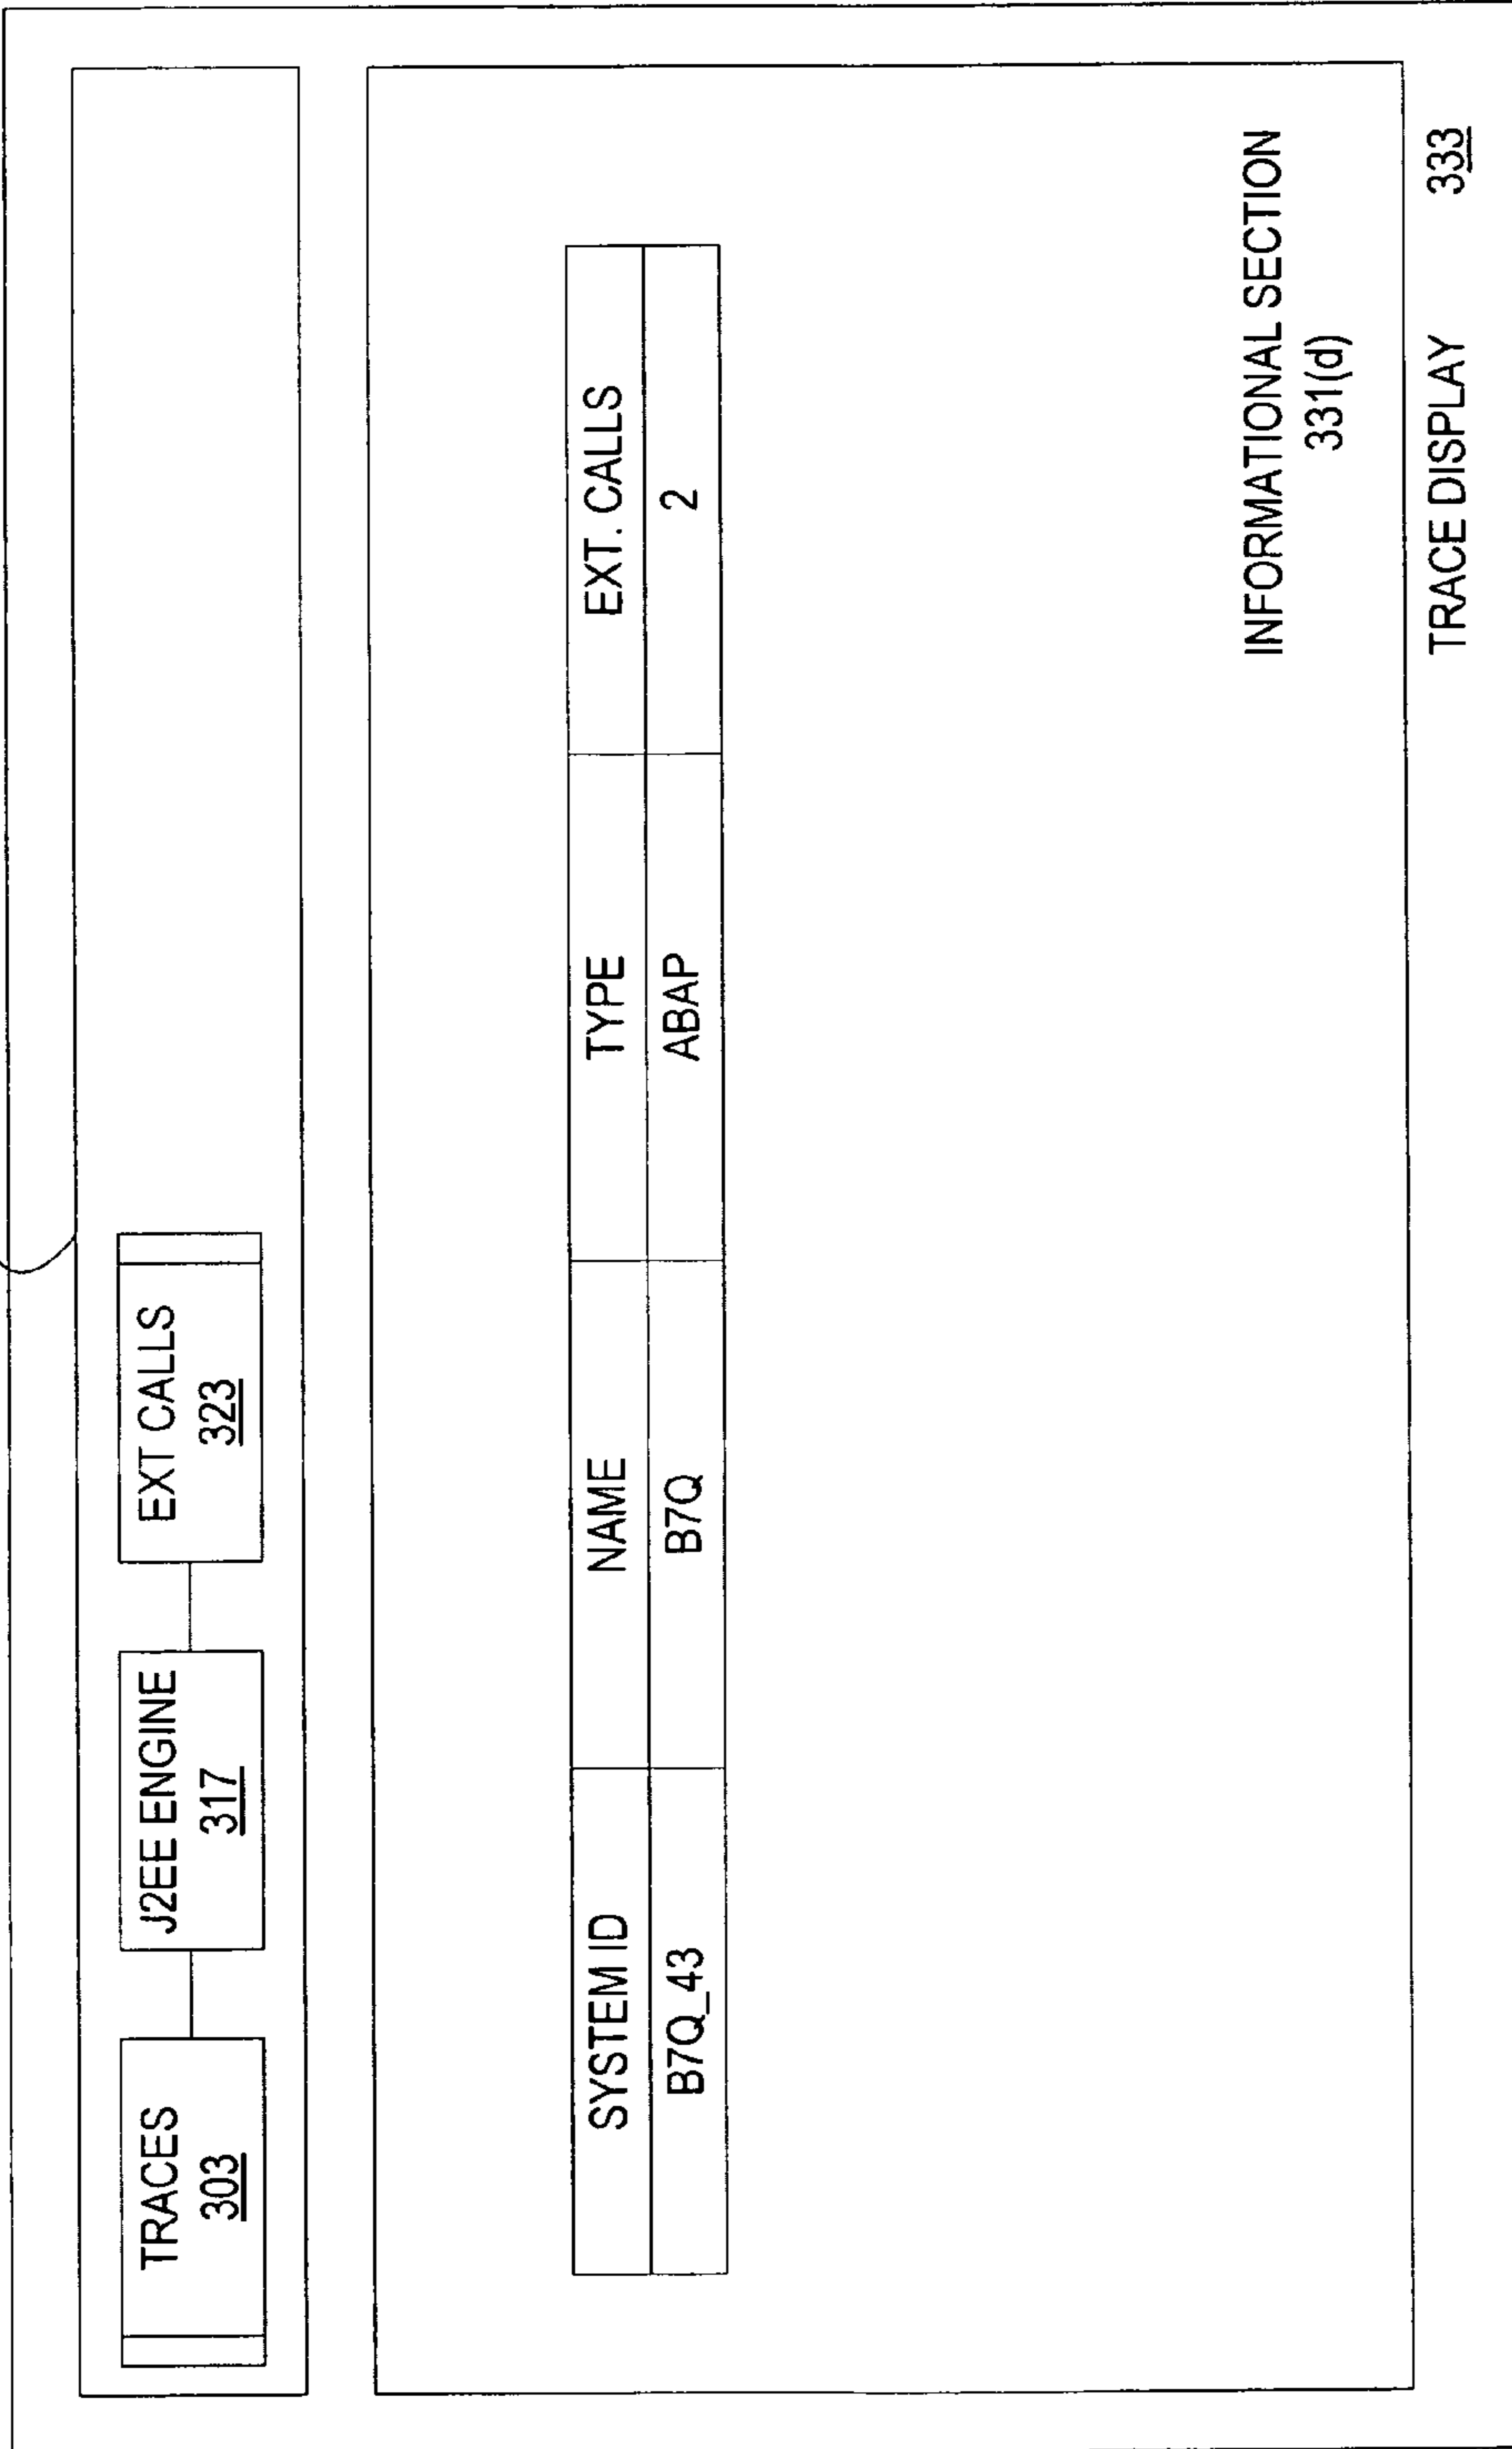 TRACES
303
J2EE ENGINE
317
EXT CALLS
323
SYSTEM ID NAME TYPE EXT. CALLS
B7Q_43 B7Q ABAP 2
INFORMATIONAL SECTION
331(d)
TRACE DISPLAY 333